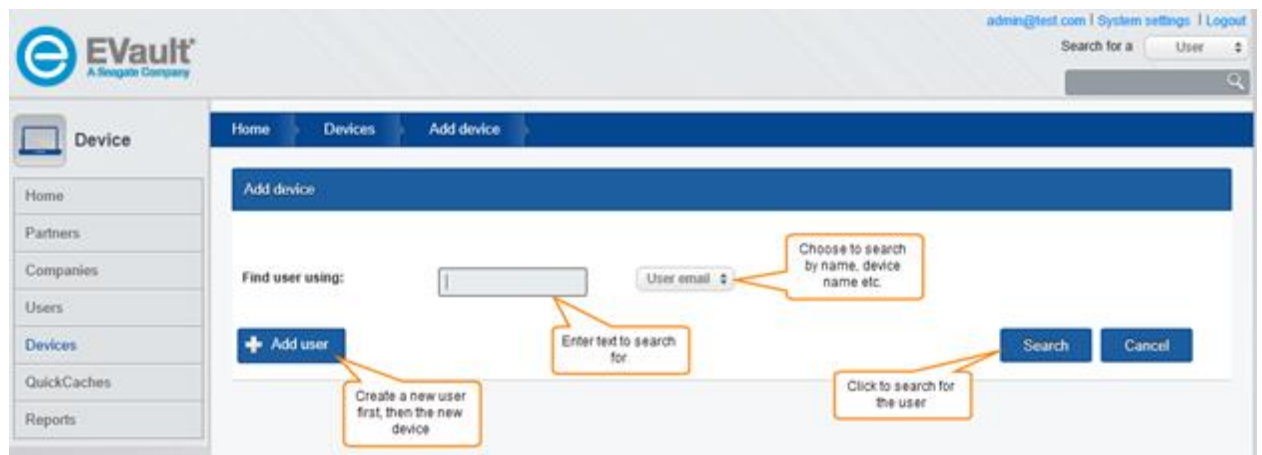 admin@test.com | System settings | Logout
EVault®
A Seagate Company
Search for a User
Device
Home Devices Add device
Add device
Home
Partners
Companies
Users
Devices
QuickCaches
Reports
Find user using:
User email
Choose to search
by name, device
name etc.
Enter text to search
for
Add user
Search Cancel
Create a new user
first, then the new
device
Click to search for
the user